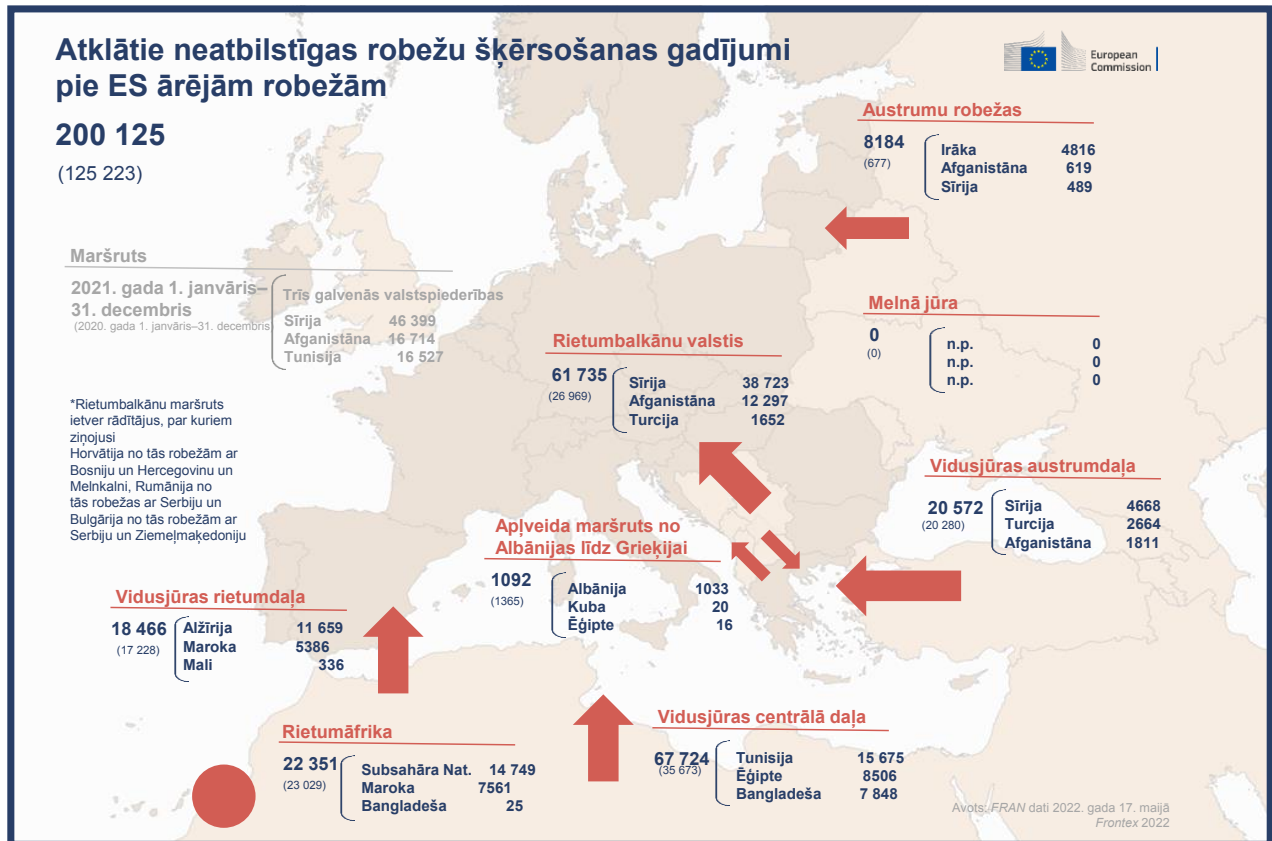 Atklātie neatbilstīgas robežu šķērsošanas gadījumi
pie ES ārējām robežām
200 125
(125 223)
European
Commission
Austrumu robežas
8184
(677)
Irāka 4816
Afganistāna 619
Sīrija 489
Maršruts
2021. gada 1. janvāris–
31. decembris
(2020. gada 1. janvāris–31. decembris)
Trīs galvenās valstspiederības
Sīrija 46 399
Afganistāna 16 714
Tunisija 16 527
Melnā jūra
0
(0)
n.p. 0
n.p. 0
n.p. 0
Rietumbalkānu valstis
61 735
(26 969)
Sīrija 38 723
Afganistāna 12 297
Turcija 1652
*Rietumbalkānu maršruts
ietver rādītājus, par kuriem
ziņojusi
Horvātija no tās robežām ar
Bosniju un Hercegovinu un
Melnkalni, Rumānija no
tās robežas ar Serbiju un
Bulgārija no tās robežām ar
Serbiju un Ziemeļmaķedoniju
Vidusjūras austrumdaļa
20 572
(20 280)
Sīrija 4668
Turcija 2664
Afganistāna 1811
Apļveida maršruts no
Albānijas līdz Grieķijai
1092
(1365)
Albānija 1033
Kuba 20
Ēģipte 16
Vidusjūras rietumdaļa
18 466
(17 228)
Alžīrija 11 659
Maroka 5386
Mali 336
Rietumāfrika
22 351
(23 029)
Subsahāra Nat. 14 749
Maroka 7561
Bangladeša 25
Vidusjūras centrālā daļa
67 724
(35 673)
Tunisija 15 675
Ēģipte 8506
Bangladeša 7 848
Avots: FRAN dati 2022. gada 17. maijā
Frontex 2022